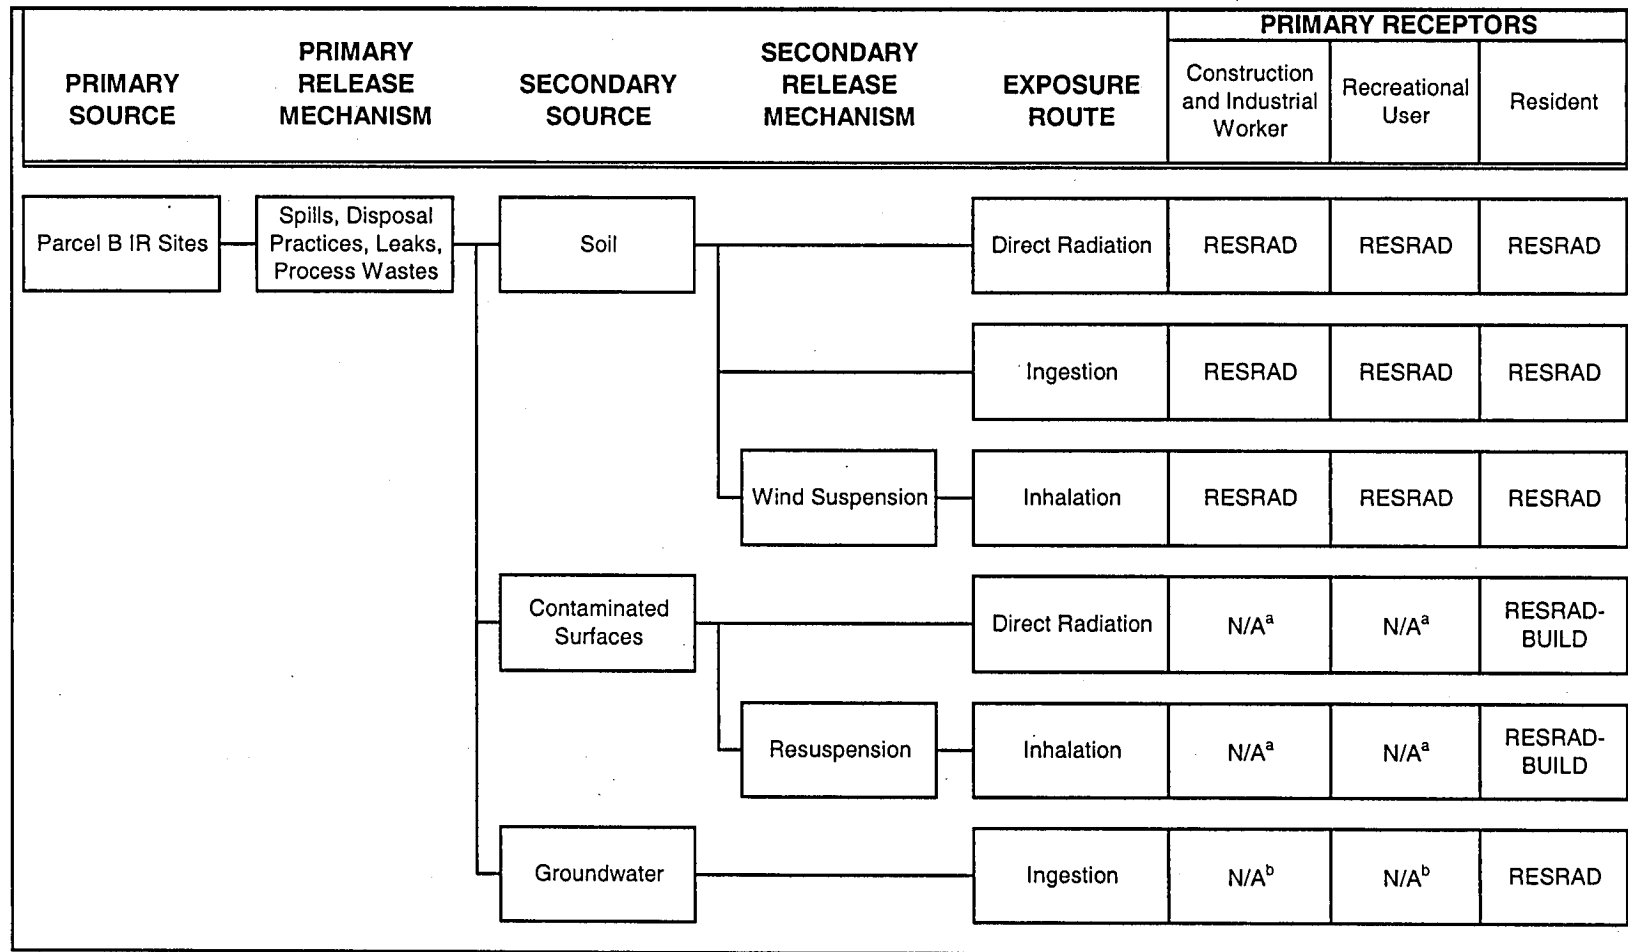 PRIMARY
SOURCE
PRIMARY
RELEASE
MECHANISM
SECONDARY
SOURCE
SECONDARY
RELEASE
MECHANISM
EXPOSURE
ROUTE
PRIMARY RECEPTORS
Construction
and Industrial
Worker
Recreational
User
Resident
Parcel B IR Sites
Spills, Disposal
Practices, Leaks,
Process Wastes
Soil
Direct Radiation
RESRAD
RESRAD
RESRAD
Ingestion
RESRAD
RESRAD
RESRAD
Wind Suspension
Inhalation
RESRAD
RESRAD
RESRAD
Contaminated
Surfaces
Direct Radiation
N/Aᵃ
N/Aᵃ
RESRAD-
BUILD
Resuspension
Inhalation
N/Aᵃ
N/Aᵃ
RESRAD-
BUILD
Groundwater
Ingestion
N/Aᵇ
N/Aᵇ
RESRAD